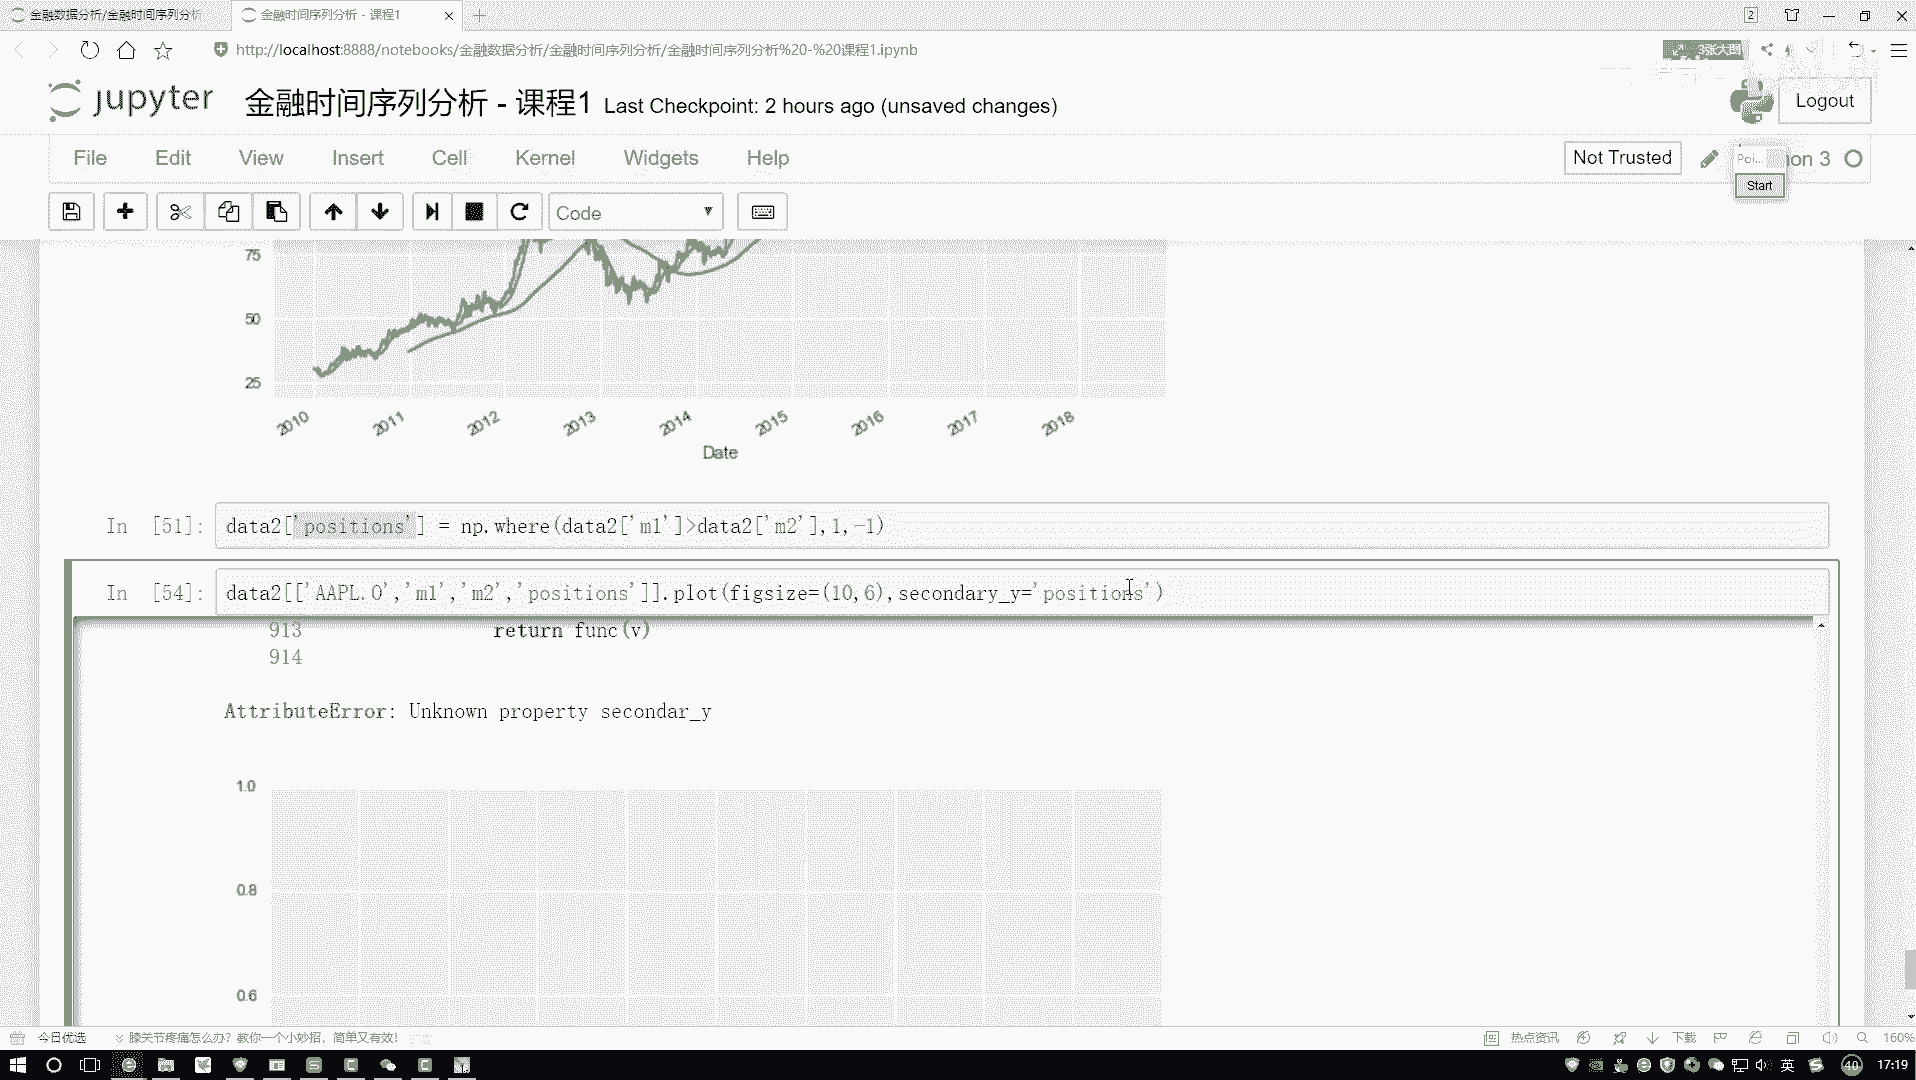 金融数据分析/金融时间序列分析
金融时间序列分析 - 课程1
2
http://localhost:8888/notebooks/金融数据分析/金融时间序列分析/金融时间序列分析%20-%20课程1.ipynb
3张大图
jupyter 金融时间序列分析 - 课程1 Last Checkpoint: 2 hours ago (unsaved changes)
Logout
File Edit View Insert Cell Kernel Widgets Help
Not Trusted
Poi...
on 3
Start
Code
75
50
25
2010 2011 2012 2013 2014 2015 2016 2017 2018
Date
In [51]: data2['positions'] = np.where(data2['m1']>data2['m2'],1,-1)
In [54]: data2[['AAPL.O','m1','m2','positions']].plot(figsize=(10,6),secondary_y='positions')
913 return func(v)
914
AttributeError: Unknown property secondar_y
1.0
0.8
0.6
今日优选
膝关节疼痛怎么办？教你一个小妙招，简单又有效！
热点资讯
下载
160%
英
40
17:19